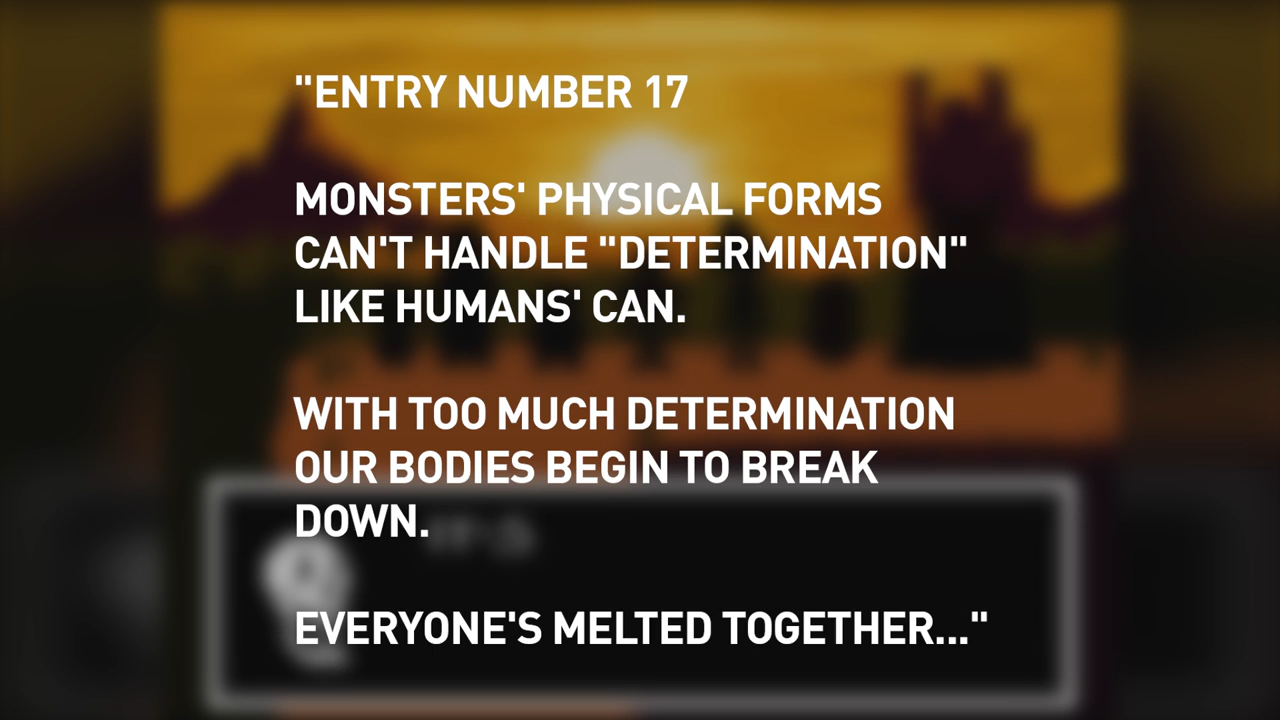 "ENTRY NUMBER 17
MONSTERS' PHYSICAL FORMS
CAN'T HANDLE "DETERMINATION"
LIKE HUMANS' CAN.
WITH TOO MUCH DETERMINATION
OUR BODIES BEGIN TO BREAK
DOWN.
EVERYONE'S MELTED TOGETHER..."